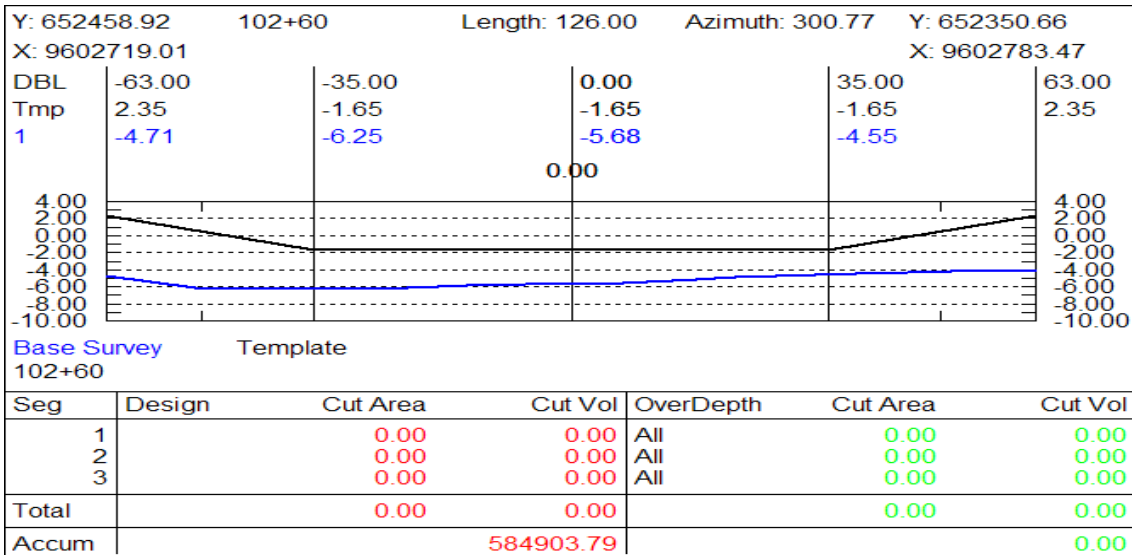 Y: 652458.92 102+60 Length: 126.00 Azimuth: 300.77 Y: 652350.66
X: 9602719.01 X: 9602783.47
DBL -63.00 -35.00 0.00 35.00 63.00
Tmp 2.35 -1.65 -1.65 -1.65 2.35
1 -4.71 -6.25 -5.68 -4.55
0.00
4.00 4.00
2.00 2.00
0.00 0.00
-2.00 -2.00
-4.00 -4.00
-6.00 -6.00
-8.00 -8.00
-10.00 -10.00
Base Survey Template
102+60
Seg Design Cut Area Cut Vol OverDepth Cut Area Cut Vol
1 0.00 0.00 All 0.00 0.00
2 0.00 0.00 All 0.00 0.00
3 0.00 0.00 All 0.00 0.00
Total 0.00 0.00 0.00 0.00
Accum 584903.79 0.00